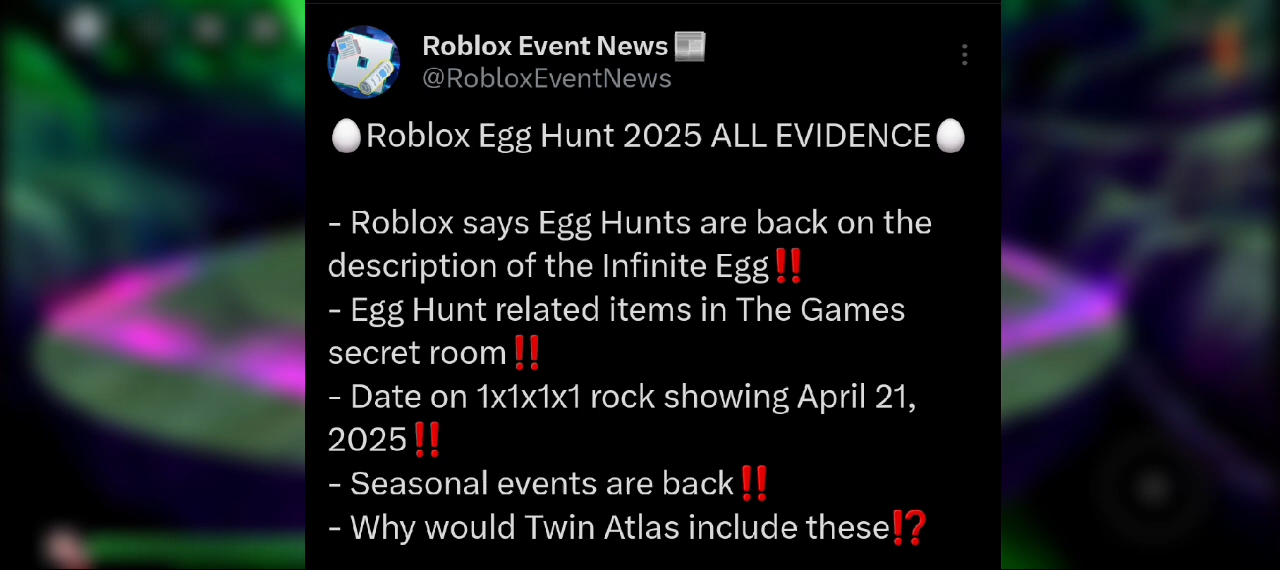 Roblox Event News 📰
@RobloxEventNews
🥚Roblox Egg Hunt 2025 ALL EVIDENCE🥚
- Roblox says Egg Hunts are back on the
description of the Infinite Egg‼️
- Egg Hunt related items in The Games
secret room‼️
- Date on 1x1x1x1 rock showing April 21,
2025‼️
- Seasonal events are back‼️
- Why would Twin Atlas include these⁉️